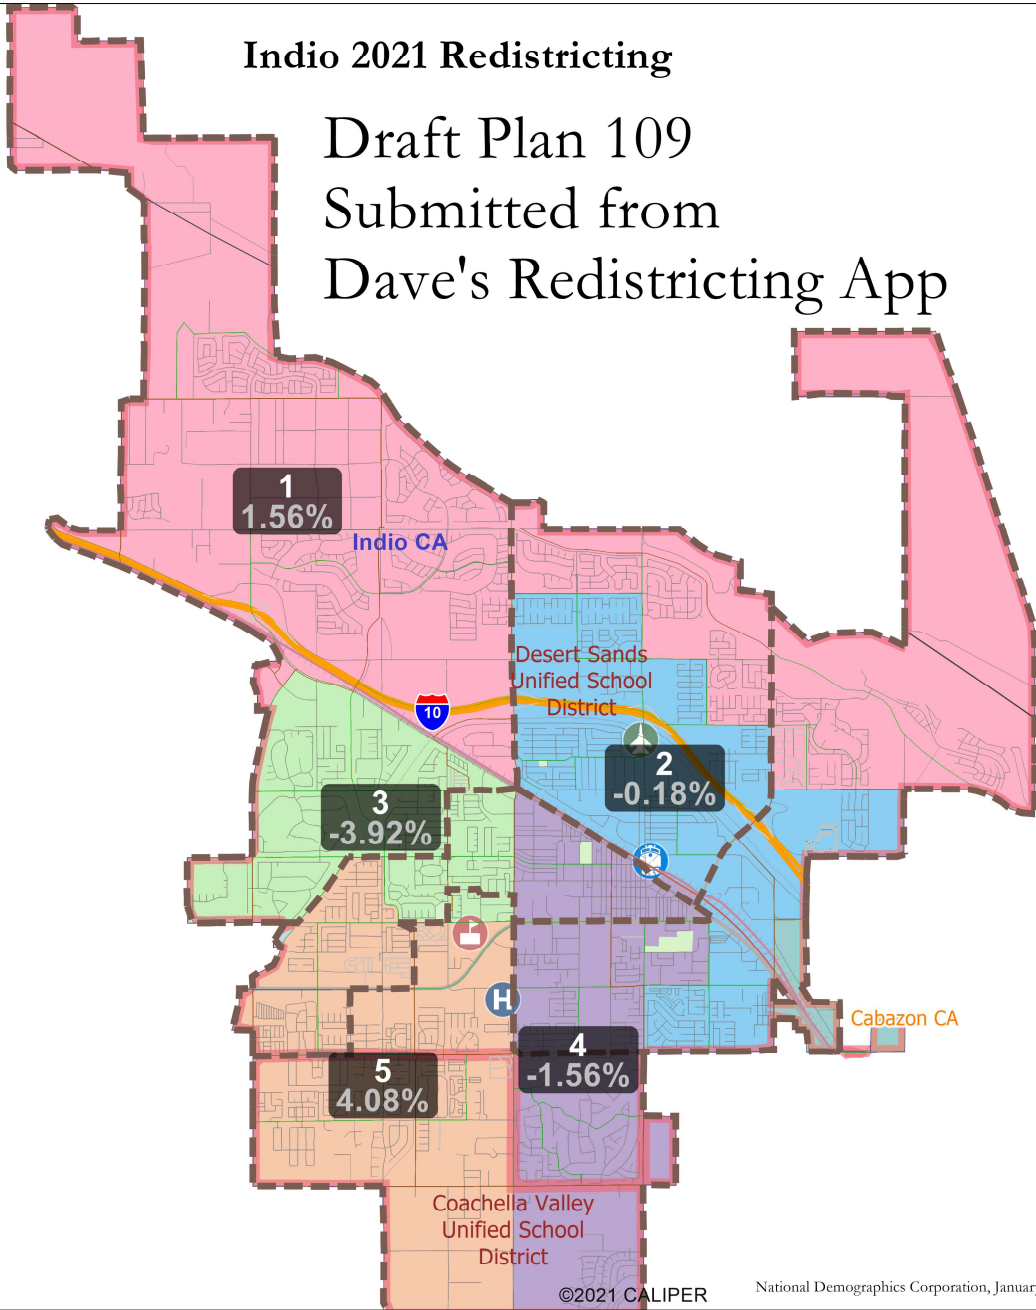 Indio 2021 Redistricting
Draft Plan 109
Submitted from
Dave's Redistricting App
1
1.56%
Indio CA
Desert Sands
Unified School
District
10
2
-0.18%
3
-3.92%
H
Cabazon CA
4
-1.56%
5
4.08%
Coachella Valley
Unified School
District
©2021 CALIPER
National Demographics Corporation, Januar